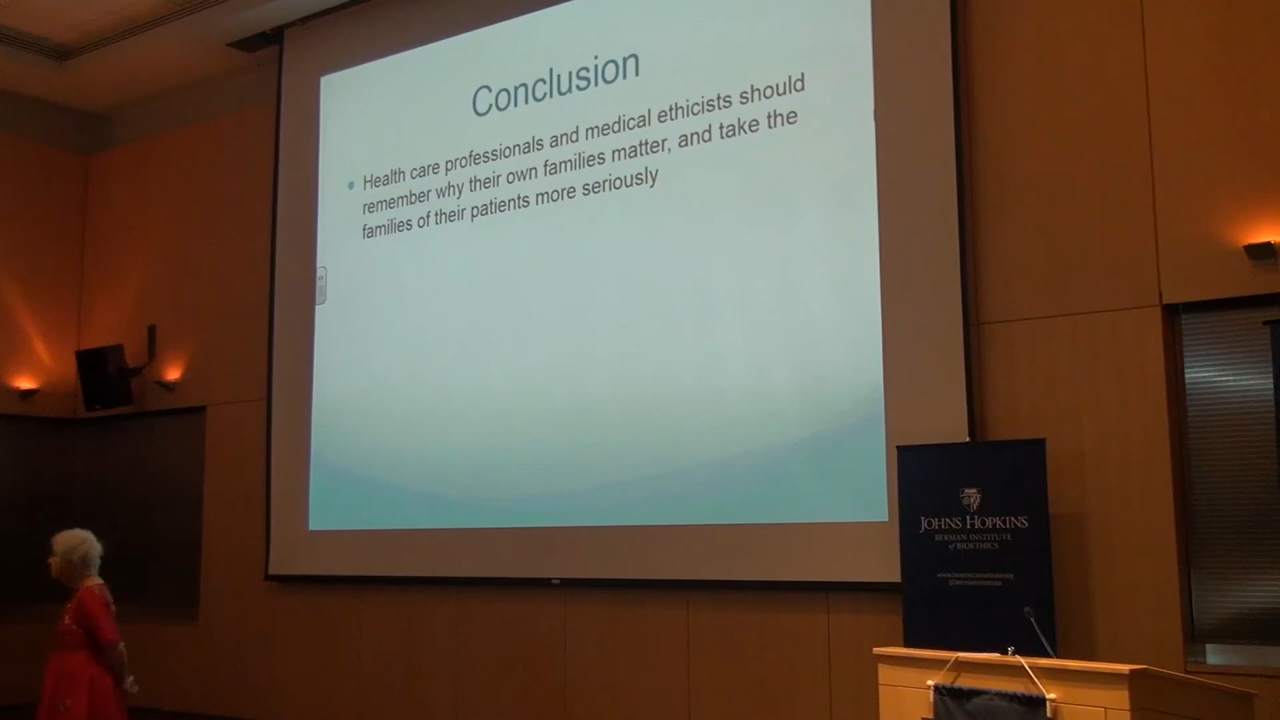 Conclusion
Health care professionals and medical ethicists should
remember why their own families matter, and take the
families of their patients more seriously
JOHNS HOPKINS
BERMAN INSTITUTE
of BIOETHICS